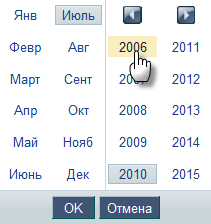 Янв Июль
Февр Авг 2006 2011
Март Сент 2012
Апр Окт 2008 2013
Май Нояб 2009 2014
Июнь Дек 2010 2015
OK Отмена